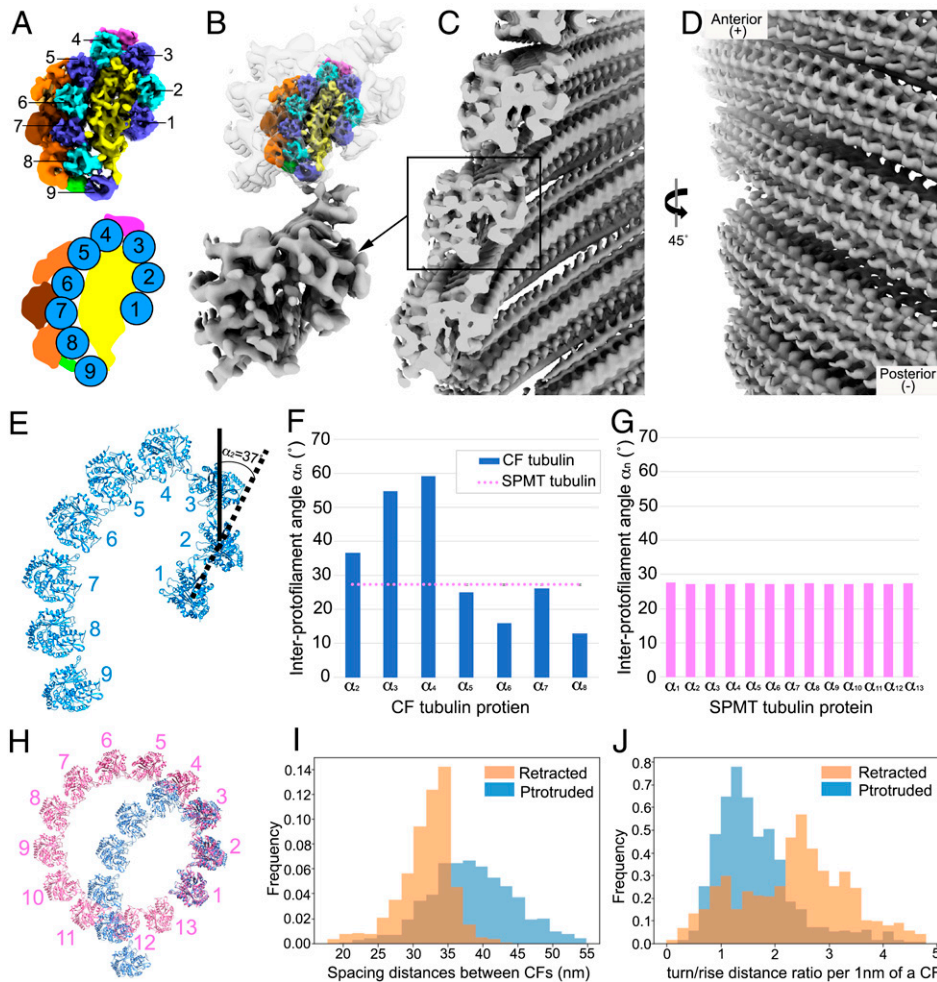 A
4
5
3
6
2
7
1
8
9
4
5
3
6
2
7
1
8
9
B
C
D
Anterior
(+)
45°
Posterior
(-)
E
α₂=37
4
3
5
2
6
1
7
8
9
F
70
60
50
40
30
20
10
0
Inter-protofilament angle αn (°)
CF tubulin
SPMT tubulin
α₂ α₃ α₄ α₅ α₆ α₇ α₈
CF tubulin protien
G
70
60
50
40
30
20
10
0
Inter-protofilament angle αn (°)
α₁ α₂ α₃ α₄ α₅ α₆ α₇ α₈ α₉ α₁₀ α₁₁ α₁₂ α₁₃
SPMT tubulin protein
H
6
5
7
4
8
3
9
2
10
1
11
12
13
I
0.14
0.12
0.10
0.08
0.06
0.04
0.02
0.00
Frequency
Retracted
Ptrotruded
20 25 30 35 40 45 50 55
Spacing distances between CFs (nm)
J
0.8
0.7
0.6
0.5
0.4
0.3
0.2
0.1
0.0
Frequency
Retracted
Ptrotruded
0 1 2 3 4 5
turn/rise distance ratio per 1nm of a CF